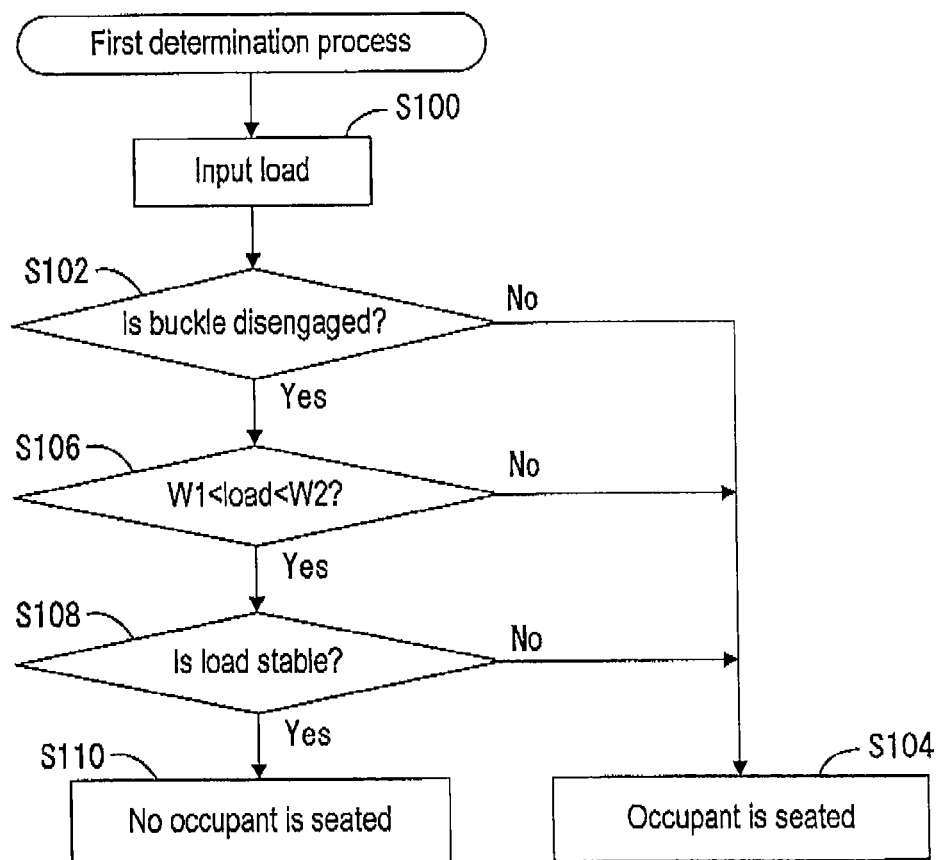 First determination process
S100
Input load
S102
Is buckle disengaged?
No
Yes
S106
W1<load<W2?
No
Yes
S108
Is load stable?
No
Yes
S110
No occupant is seated
S104
Occupant is seated